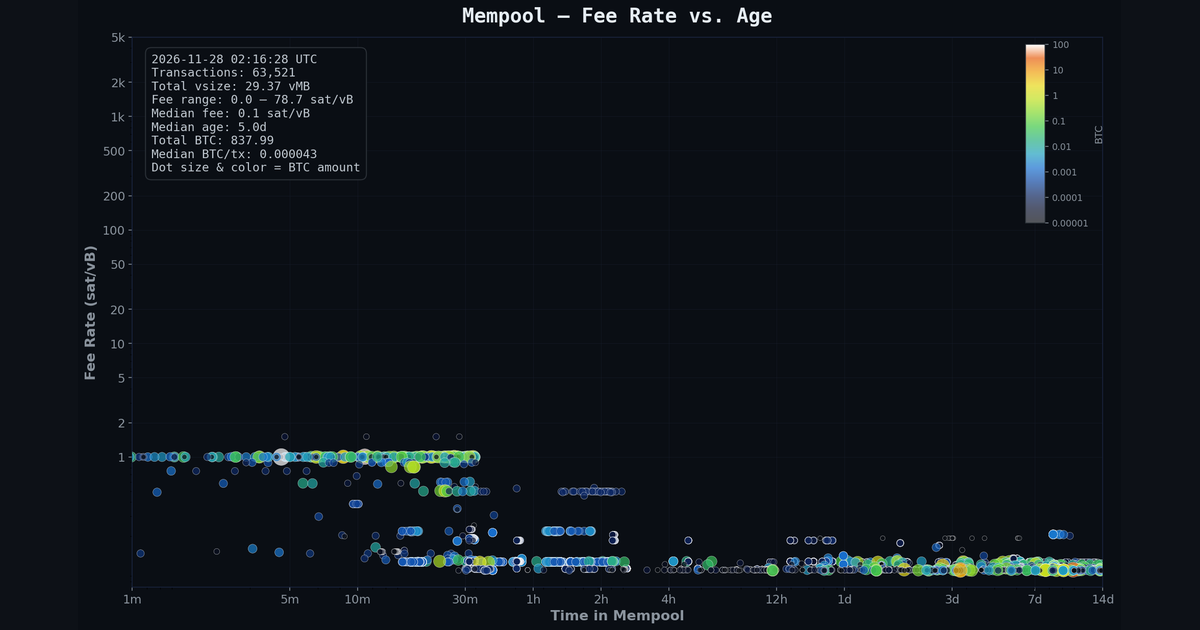 Mempool — Fee Rate vs. Age
2026-11-28 02:16:28 UTC
Transactions: 63,521
Total vsize: 29.37 vMB
Fee range: 0.0 — 78.7 sat/vB
Median fee: 0.1 sat/vB
Median age: 5.0d
Total BTC: 837.99
Median BTC/tx: 0.000043
Dot size & color = BTC amount
5k
2k
1k
500
200
100
50
20
10
5
2
1
Fee Rate (sat/vB)
100
10
1
0.1
0.01
0.001
0.0001
0.00001
BTC
1m 5m 10m 30m 1h 2h 4h 12h 1d 3d 7d 14d
Time in Mempool